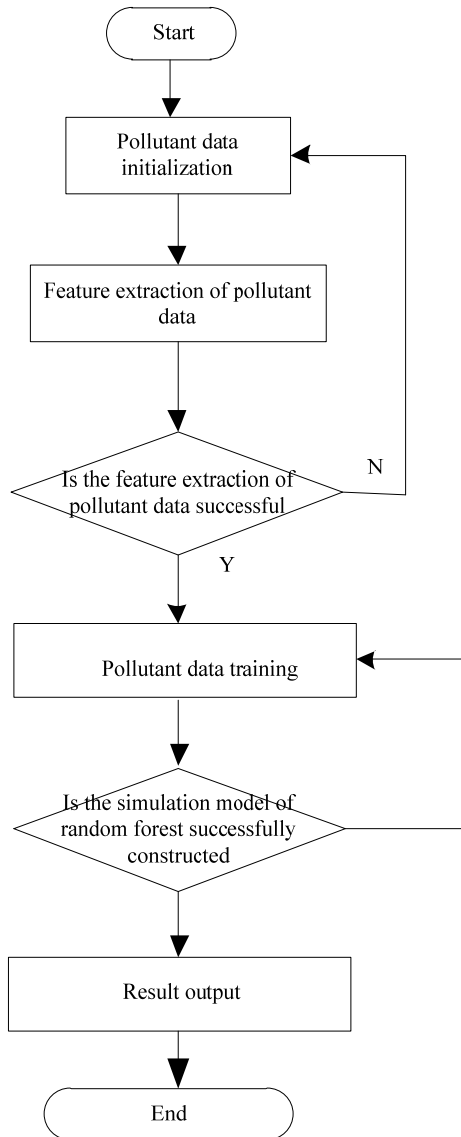 Start
Pollutant data
initialization
Feature extraction of pollutant
data
Is the feature extraction of
pollutant data successful
N
Y
Pollutant data training
Is the simulation model of
random forest successfully
constructed
Result output
End